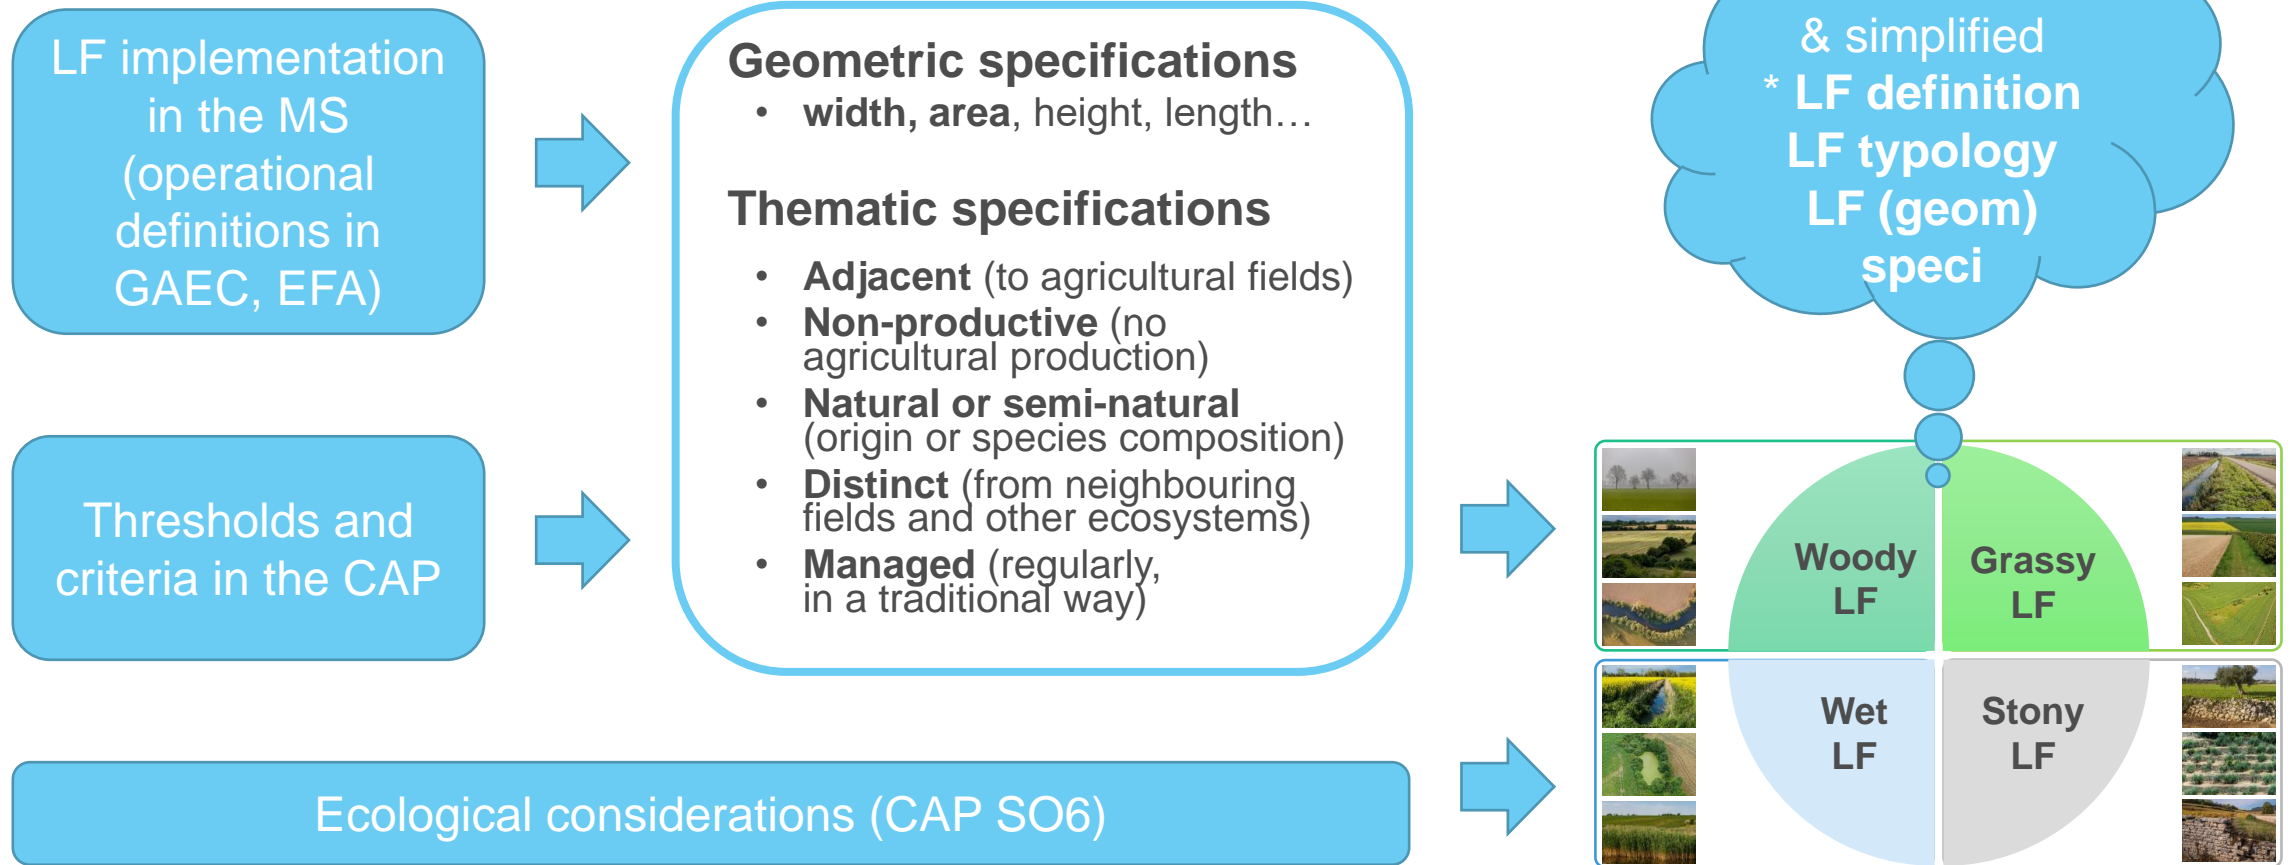 LF implementation
in the MS
(operational
definitions in
GAEC, EFA)
Thresholds and
criteria in the CAP
Ecological considerations (CAP SO6)
Geometric specifications
• width, area, height, length…
Thematic specifications
• Adjacent (to agricultural fields)
• Non-productive (no
agricultural production)
• Natural or semi-natural
(origin or species composition)
• Distinct (from neighbouring
fields and other ecosystems)
• Managed (regularly,
in a traditional way)
& simplified
* LF definition
LF typology
LF (geom)
speci
Woody
LF
Grassy
LF
Wet
LF
Stony
LF